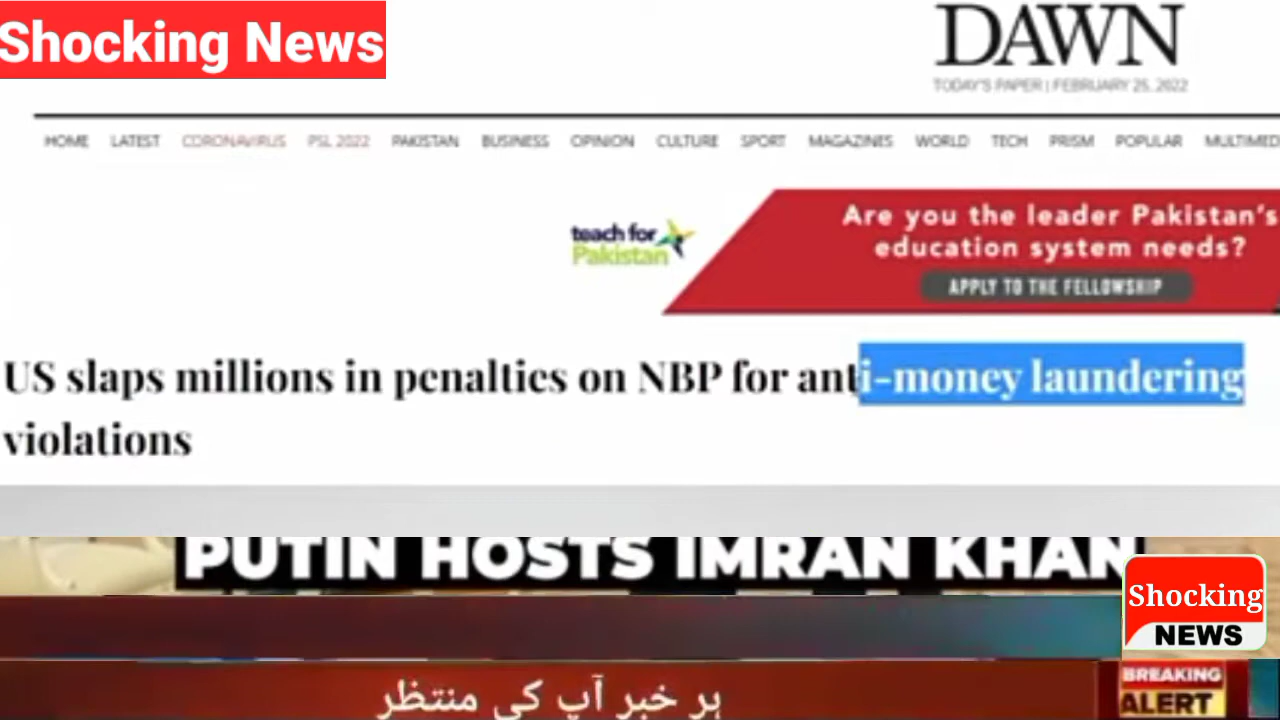 Shocking News
DAWN
TODAY'S PAPER | FEBRUARY 25, 2022
HOME LATEST CORONAVIRUS PSL 2022 PAKISTAN BUSINESS OPINION CULTURE SPORT MAGAZINES WORLD TECH PRISM POPULAR MULTIMED
teach for
Pakistan
Are you the leader Pakistan's
education system needs?
APPLY TO THE FELLOWSHIP
US slaps millions in penalties on NBP for anti-money laundering
violations
PUTIN HOSTS IMRAN KHAN
Shocking
NEWS
ہر خبر آپ کی منتظر
BREAKING
ALERT